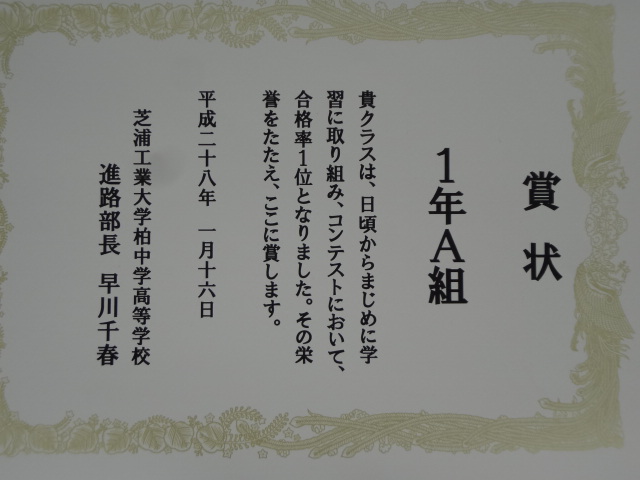 賞状
1年A組
貴クラスは、日頃からまじめに学
習に取り組み、コンテストにおいて、
合格率1位となりました。その栄
誉をたたえ、ここに賞します。
平成二十八年 一月十六日
芝浦工業大学柏中学高等学校
進路部長 早川千春